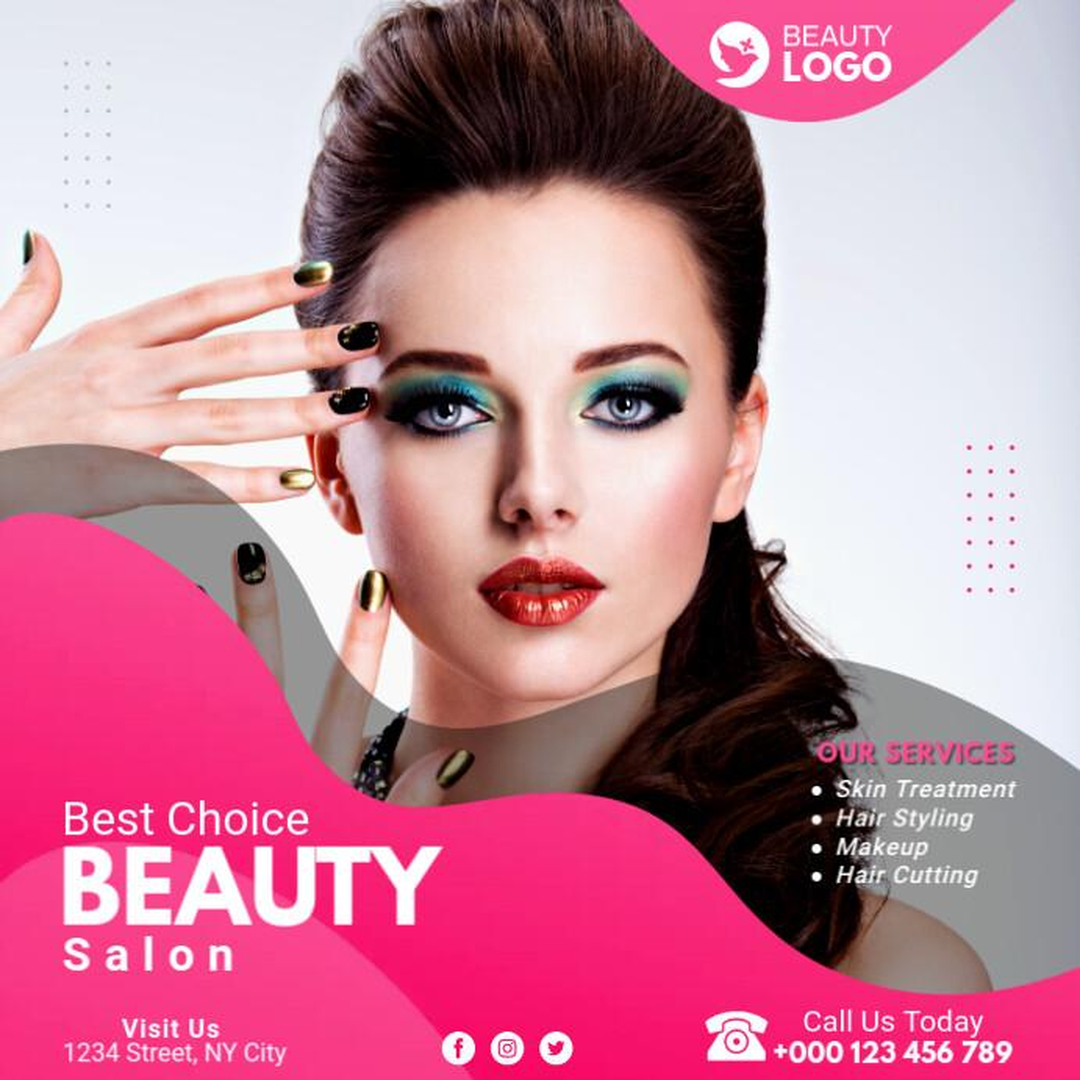 BEAUTY
LOGO
OUR SERVICES
• Skin Treatment
• Hair Styling
• Makeup
• Hair Cutting
Best Choice
BEAUTY
Salon
Visit Us
1234 Street, NY City
Call Us Today
+000 123 456 789